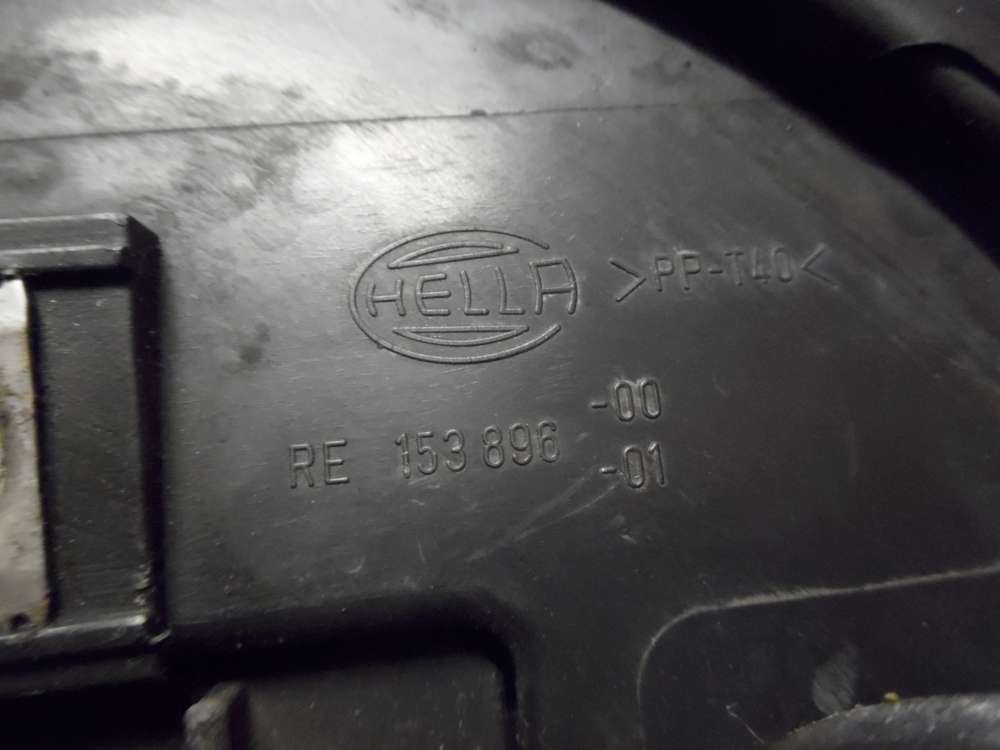 HELLA >PP-T40<
RE 153 896 -00
-01